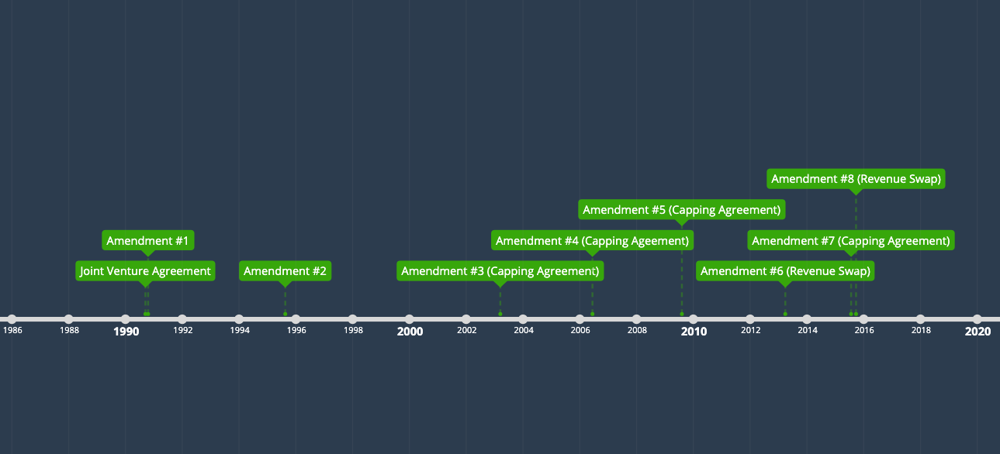 Amendment #8 (Revenue Swap)
Amendment #5 (Capping Agreement)
Amendment #1
Amendment #4 (Capping Ageement)
Amendment #7 (Capping Agreement)
Joint Venture Agreement
Amendment #2
Amendment #3 (Capping Agreement)
Amendment #6 (Revenue Swap)
1986 1988 1990 1992 1994 1996 1998 2000 2002 2004 2006 2008 2010 2012 2014 2016 2018 2020